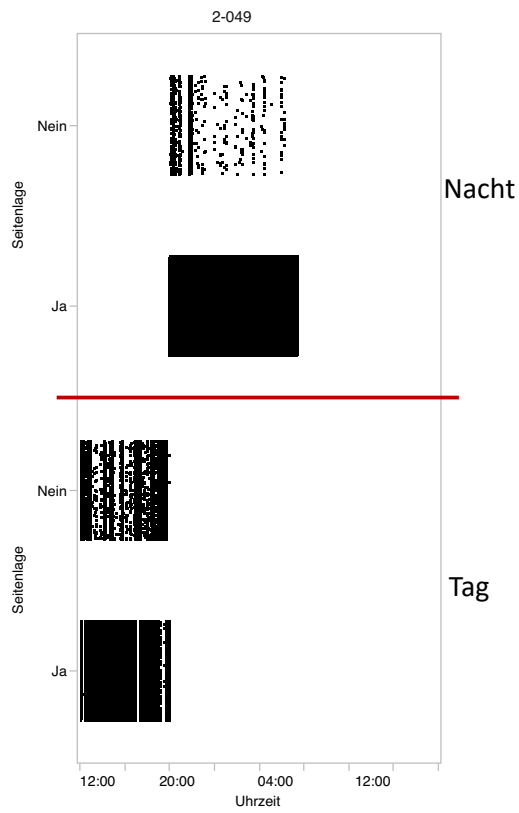 2-049
Nein
Seitenlage
Ja
Nacht
Nein
Seitenlage
Ja
Tag
12:00 20:00 04:00 12:00
Uhrzeit